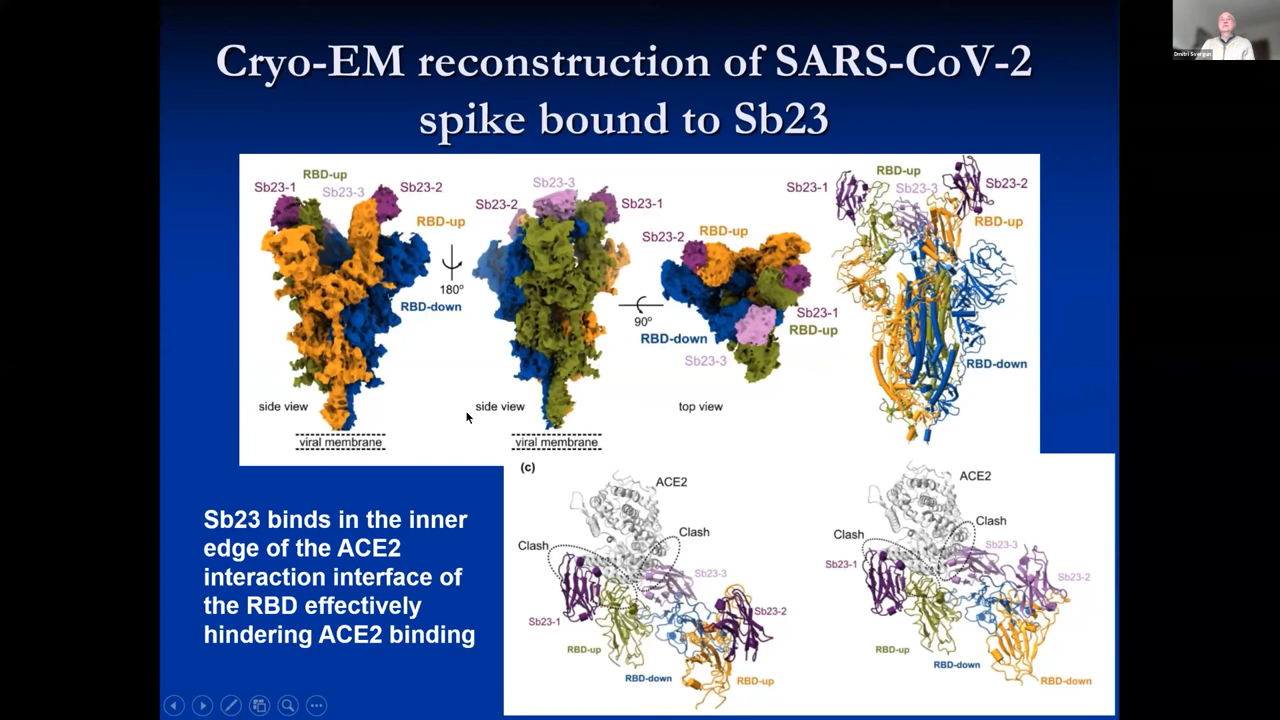 Cryo-EM reconstruction of SARS-CoV-2
spike bound to Sb23
Dmitri Svergun
Sb23-1
RBD-up
Sb23-3
Sb23-2
RBD-up
180°
RBD-down
side view
viral membrane
Sb23-3
Sb23-2
Sb23-1
90°
side view
viral membrane
Sb23-2
RBD-up
Sb23-1
RBD-up
RBD-down
Sb23-3
top view
RBD-up
Sb23-1
Sb23-3
Sb23-2
RBD-up
RBD-down
Sb23 binds in the inner
edge of the ACE2
interaction interface of
the RBD effectively
hindering ACE2 binding
(c)
ACE2
Clash
Clash
Sb23-3
Sb23-1
Sb23-2
RBD-up
RBD-down
RBD-up
ACE2
Clash
Clash
Sb23-3
Sb23-1
Sb23-2
RBD-up
RBD-down
RBD-down